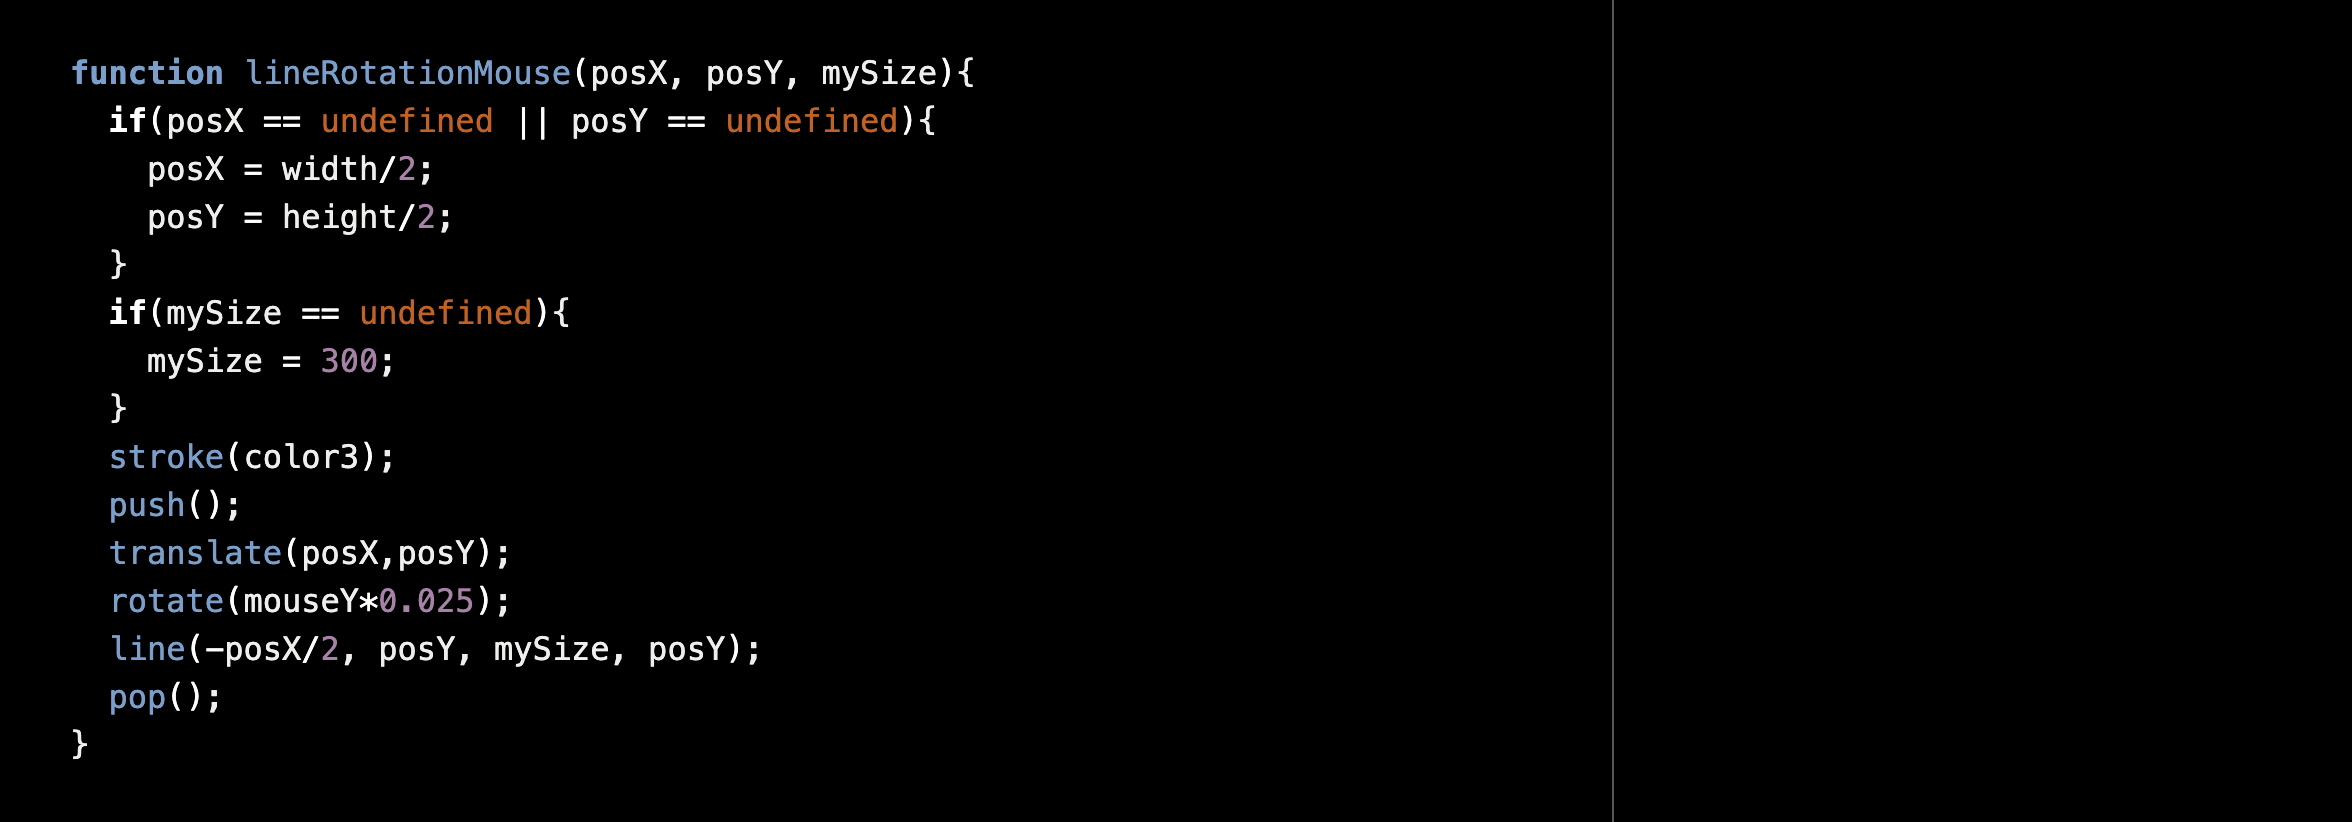 function lineRotationMouse(posX, posY, mySize){
  if(posX == undefined || posY == undefined){
    posX = width/2;
    posY = height/2;
  }
  if(mySize == undefined){
    mySize = 300;
  }
  stroke(color3);
  push();
  translate(posX,posY);
  rotate(mouseY*0.025);
  line(-posX/2, posY, mySize, posY);
  pop();
}